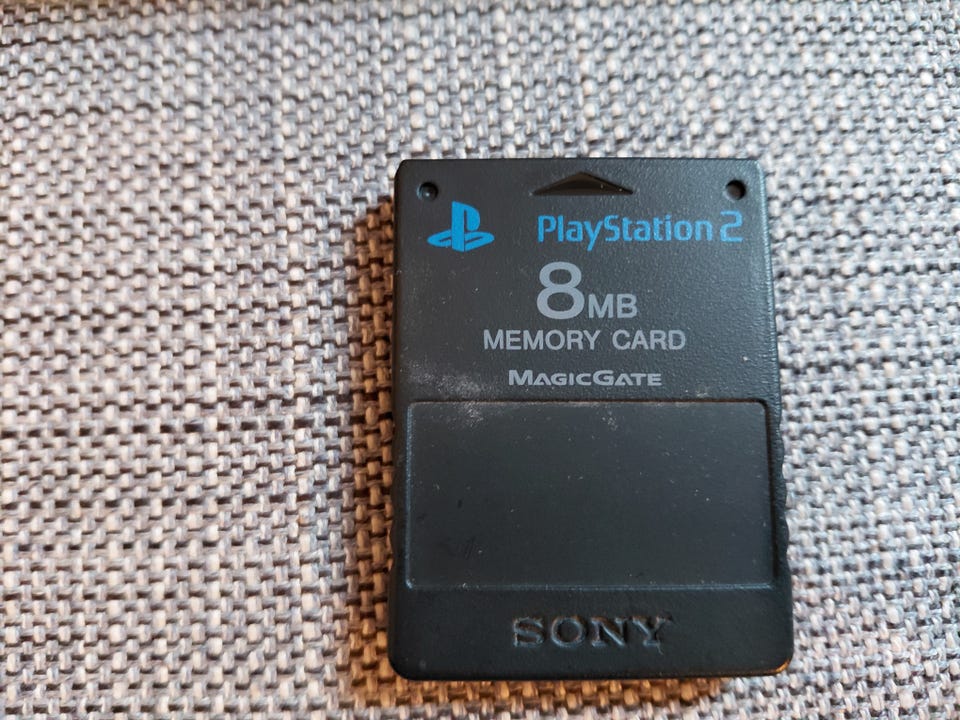 PlayStation 2
8MB
MEMORY CARD
MAGICGATE
SONY